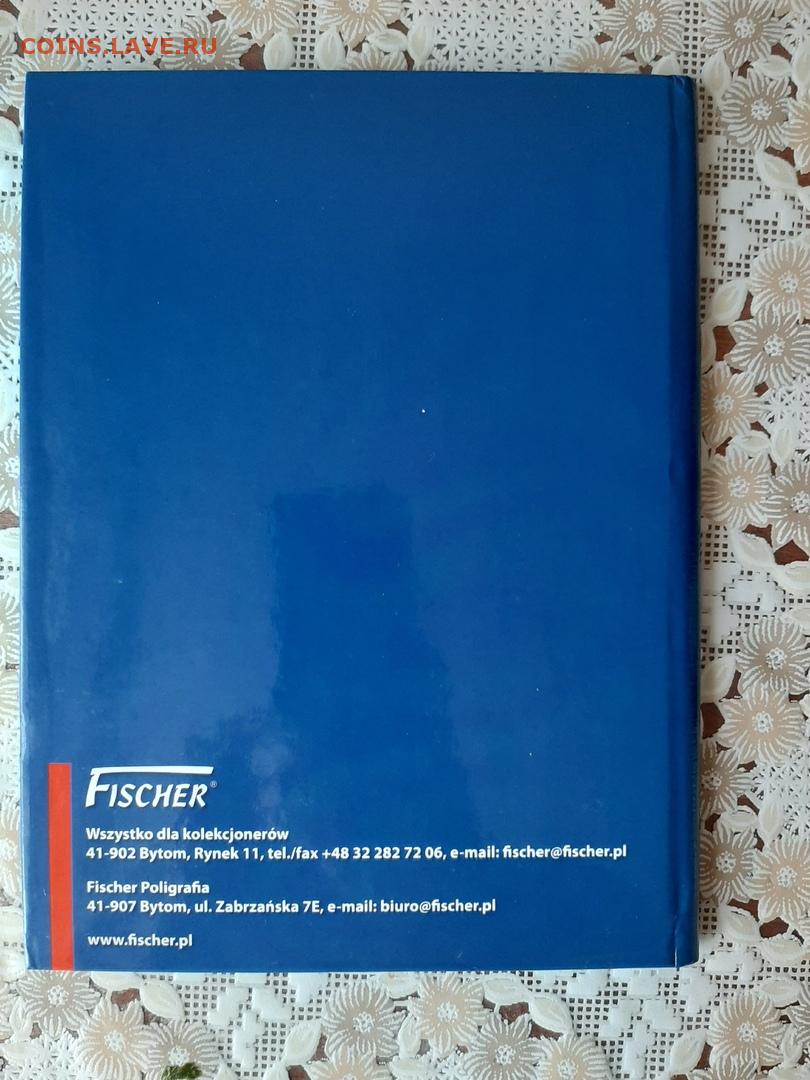 COINS.LAVE.RU
FISCHER®
Wszystko dla kolekcjonerów
41-902 Bytom, Rynek 11, tel./fax +48 32 282 72 06, e-mail: fischer@fischer.pl
Fischer Poligrafia
41-907 Bytom, ul. Zabrzańska 7E, e-mail: biuro@fischer.pl
www.fischer.pl